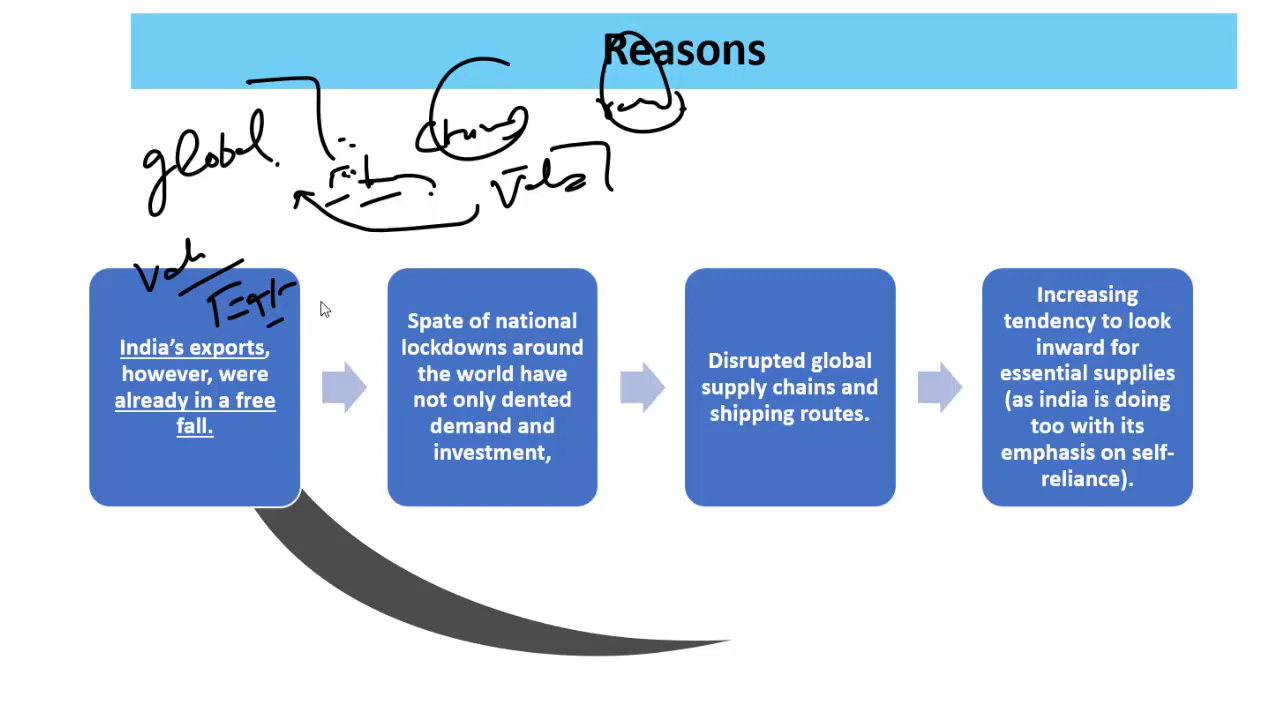 Reasons
global
India's exports,
however, were
already in a free
fall.
Spate of national
lockdowns around
the world have
not only dented
demand and
investment,
Disrupted global
supply chains and
shipping routes.
Increasing
tendency to look
inward for
essential supplies
(as india is doing
too with its
emphasis on self-
reliance).